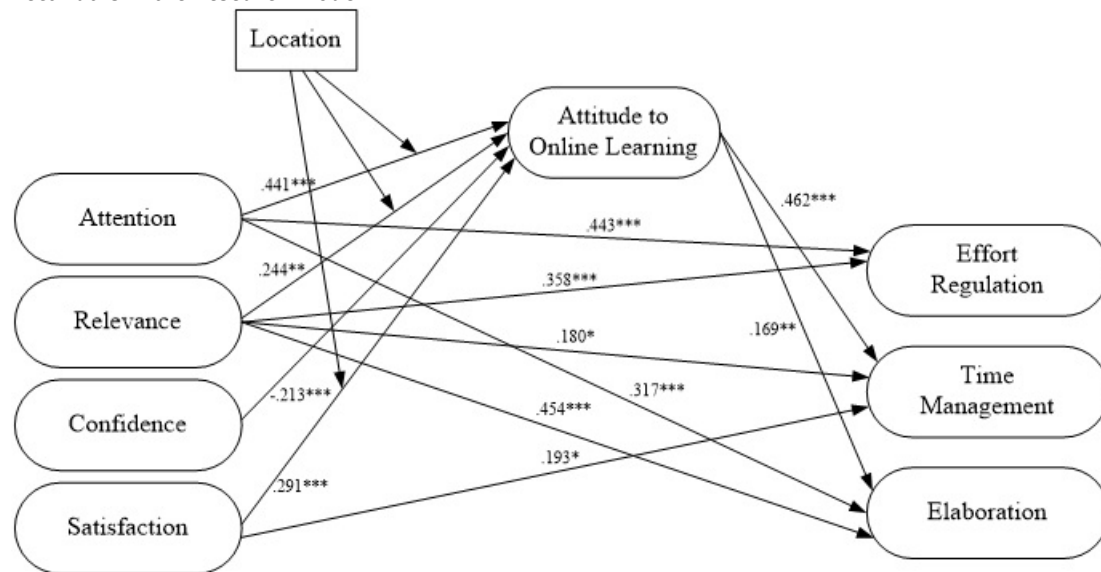 Location
Attitude to
Online Learning
.441***
.462***
Attention
.443***
Effort
Regulation
.244**
.358***
Relevance
.169**
.180*
Time
Management
.317***
-.213***
Confidence
.454***
.193*
.291***
Satisfaction
Elaboration